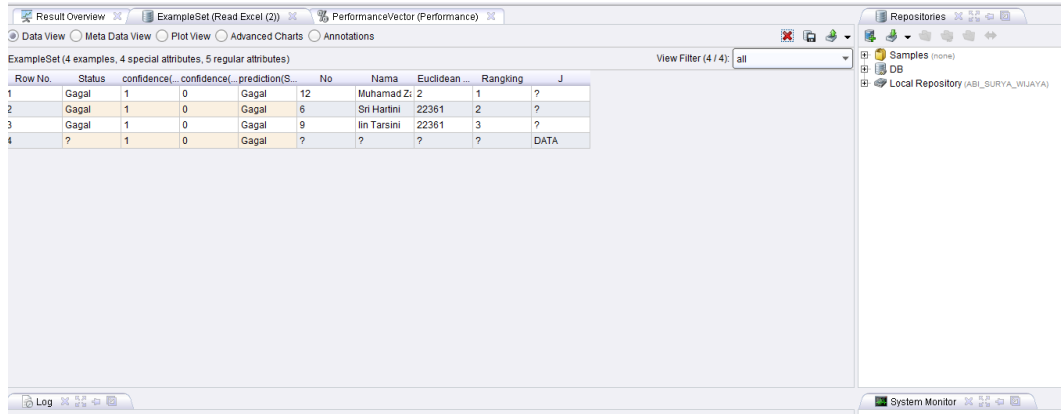 Result Overview ExampleSet (Read Excel (2)) PerformanceVector (Performance) Repositories
Data View Meta Data View Plot View Advanced Charts Annotations
ExampleSet (4 examples, 4 special attributes, 5 regular attributes) View Filter (4 / 4): all
Samples (none)
DB
Local Repository (ABI_SURYA_WIJAYA)
Row No. Status confidence(... confidence(... prediction(S... No Nama Euclidean ... Rangking J
1 Gagal 1 0 Gagal 12 Muhamad Za 2 1 ?
2 Gagal 1 0 Gagal 6 Sri Hartini 22361 2 ?
3 Gagal 1 0 Gagal 9 Iin Tarsini 22361 3 ?
4 ? 1 0 Gagal ? ? ? ? DATA
Log System Monitor